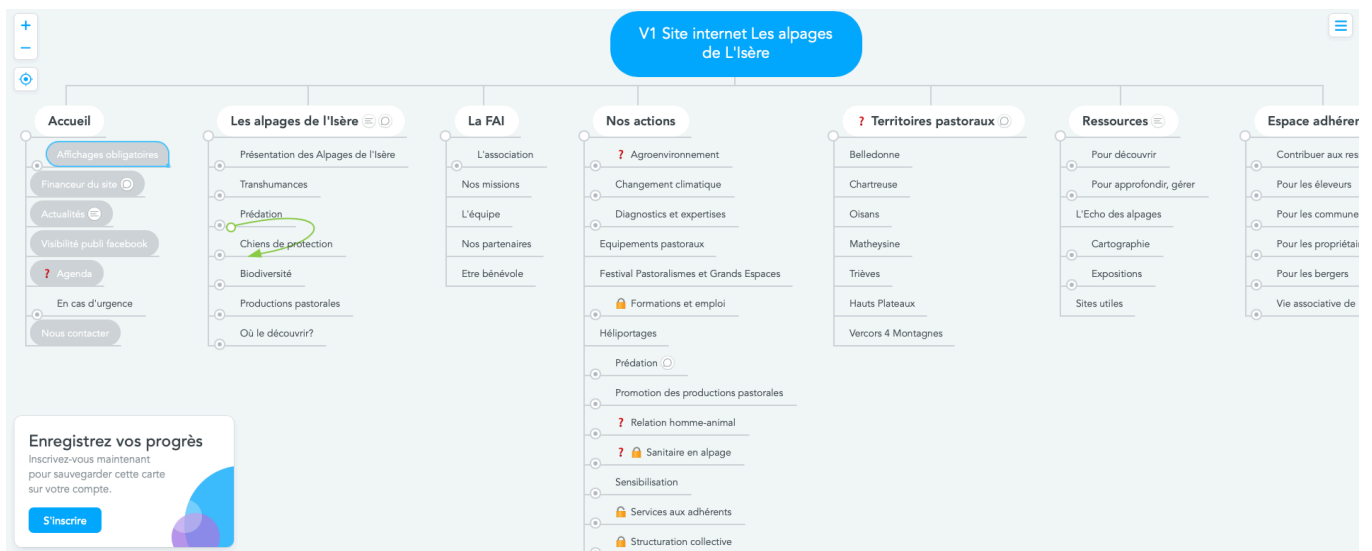 V1 Site internet Les alpages
de L'Isère
Accueil
Affichages obligatoires
Financeur du site
Actualités
Visibilité publi facebook
? Agenda
En cas d'urgence
Nous contacter
Les alpages de l'Isère
Présentation des Alpages de l'Isère
Transhumances
Prédation
Chiens de protection
Biodiversité
Productions pastorales
Où le découvrir?
La FAI
L'association
Nos missions
L'équipe
Nos partenaires
Etre bénévole
Nos actions
? Agroenvironnement
Changement climatique
Diagnostics et expertises
Equipements pastoraux
Festival Pastoralismes et Grands Espaces
Formations et emploi
Héliportages
Prédation
Promotion des productions pastorales
? Relation homme-animal
? Sanitaire en alpage
Sensibilisation
Services aux adhérents
Structuration collective
? Territoires pastoraux
Belledonne
Chartreuse
Oisans
Matheysine
Trièves
Hauts Plateaux
Vercors 4 Montagnes
Ressources
Pour découvrir
Pour approfondir, gérer
L'Echo des alpages
Cartographie
Expositions
Sites utiles
Espace adhéren
Contribuer aux res
Pour les éleveurs
Pour les commune
Pour les propriétai
Pour les bergers
Vie associative de
Enregistrez vos progrès
Inscrivez-vous maintenant
pour sauvegarder cette carte
sur votre compte.
S'inscrire